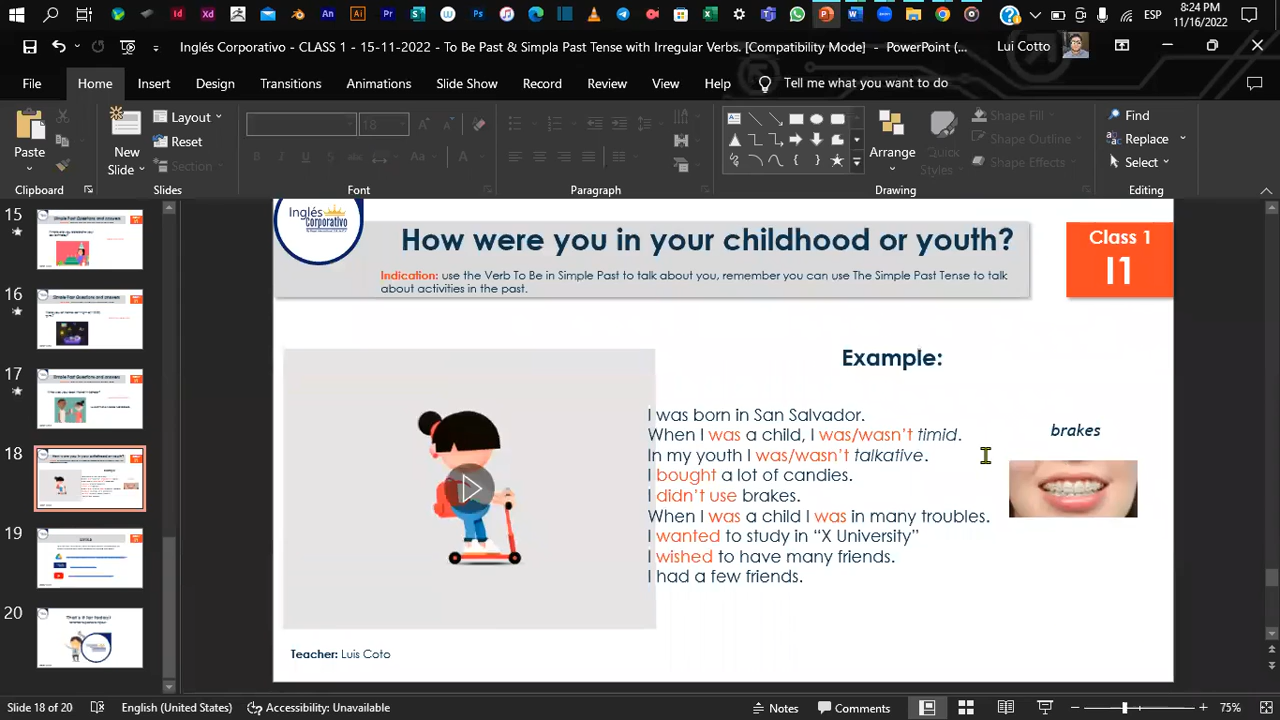 8:24 PM
ESP
11/16/2022
Inglés Corporativo - CLASS 1 - 12-11-2022 - To Be Past & Simpla Past Tense with Irregular Verbs. [Compatibility Mode] - PowerPoint (...
Lui Cotto
File Home Insert Design Transitions Animations Slide Show Record Review View Help Tell me what you want to do
Paste
New Slide
Layout
Reset
Section
18
Arrange
Quick Styles
Shape Fill
Shape Outline
Shape Effects
Find
Replace
Select
Clipboard Slides Font Paragraph Drawing Editing
15
16
17
18
19
20
Inglés
Corporativo
How were you in your childhood or youth?
Indication: use the Verb To Be in Simple Past to talk about you, remember you can use The Simple Past Tense to talk
about activities in the past.
Class 1
I1
Example:
I was born in San Salvador.
When I was a child, I was/wasn't timid.
In my youth I was/wasn't talkative.
I bought a lot of candies.
I didn't use brakes.
When I was a child I was in many troubles.
I wanted to study in "X University"
I wished to have many friends.
I had a few friends.
brakes
Teacher: Luis Coto
Slide 18 of 20
English (United States)
Accessibility: Unavailable
Notes
Comments
75%